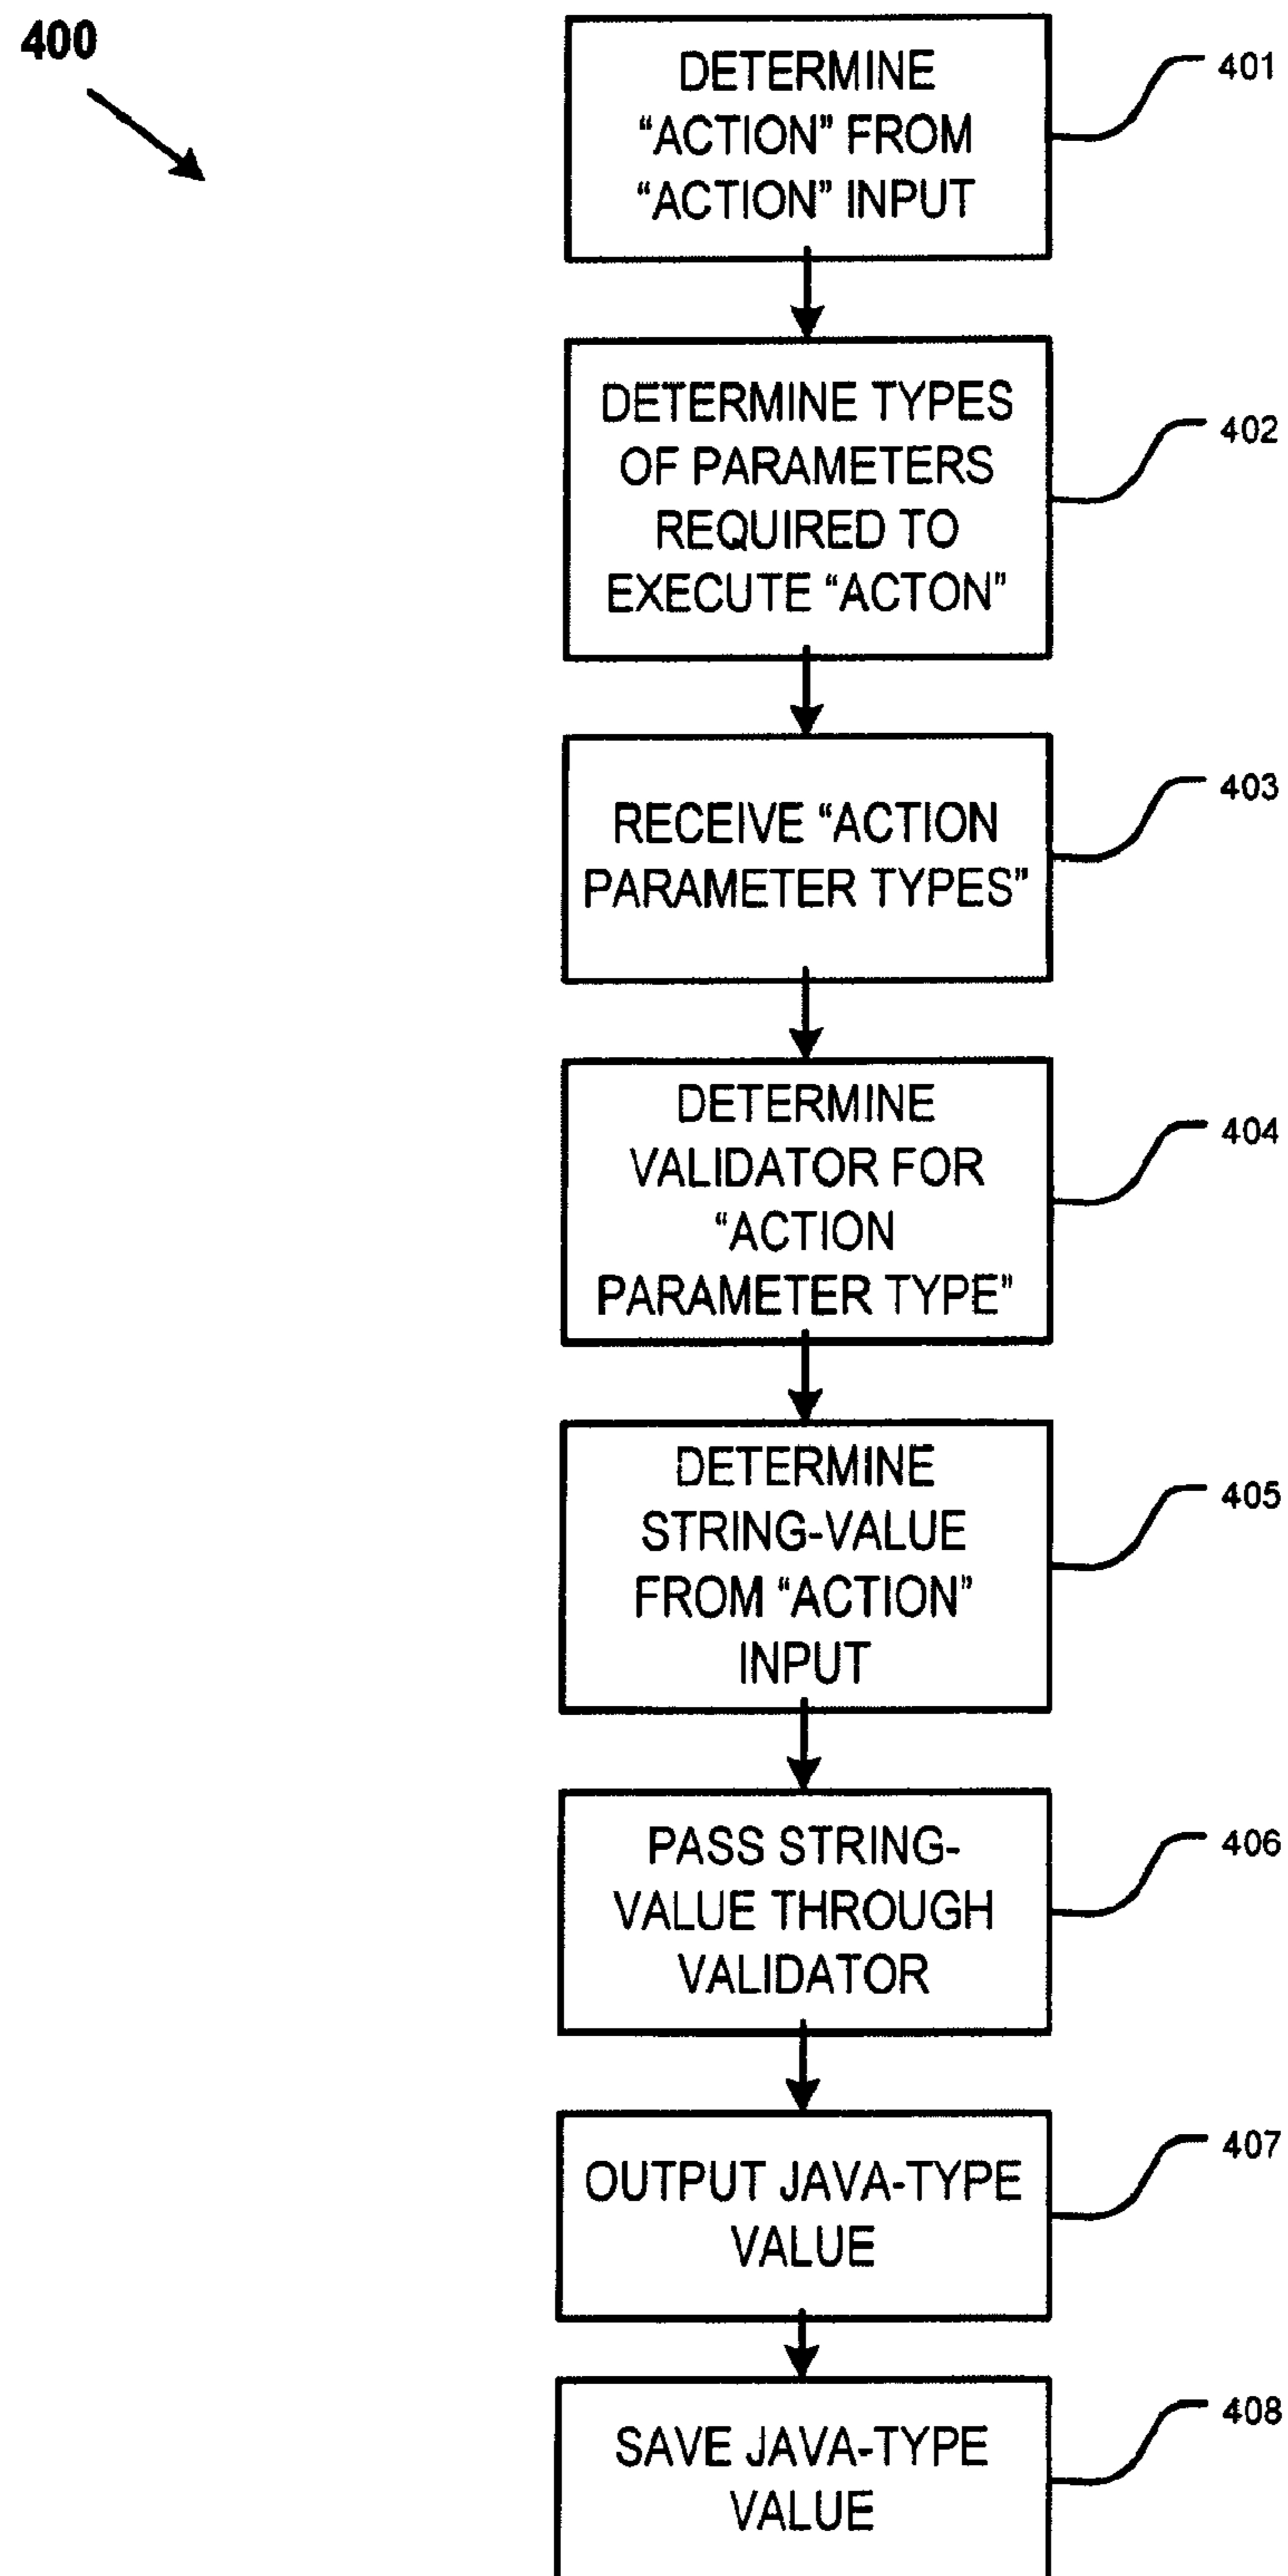 400
DETERMINE
“ACTION” FROM
“ACTION” INPUT
401
DETERMINE TYPES
OF PARAMETERS
REQUIRED TO
EXECUTE “ACTON”
402
RECEIVE “ACTION
PARAMETER TYPES”
403
DETERMINE
VALIDATOR FOR
“ACTION
PARAMETER TYPE”
404
DETERMINE
STRING-VALUE
FROM “ACTION”
INPUT
405
PASS STRING-
VALUE THROUGH
VALIDATOR
406
OUTPUT JAVA-TYPE
VALUE
407
SAVE JAVA-TYPE
VALUE
408